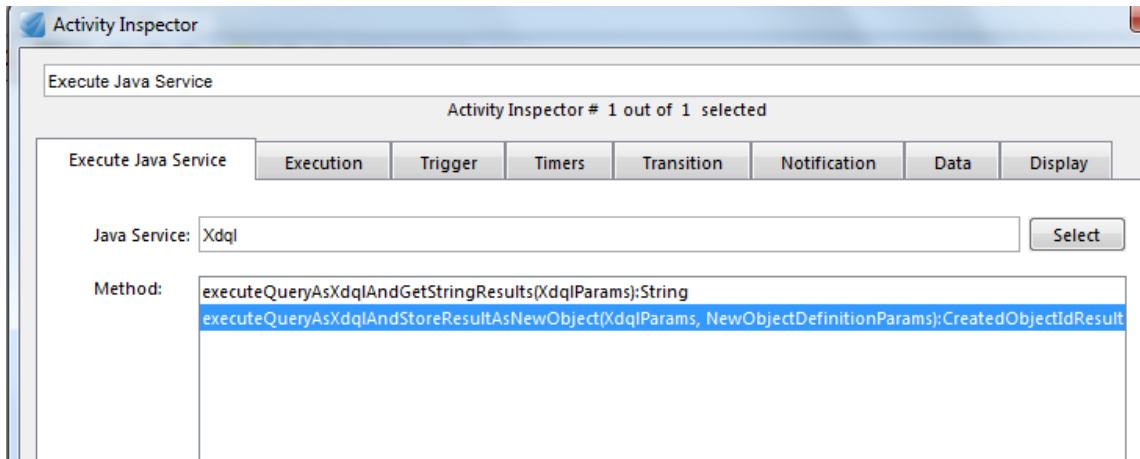 Activity Inspector
Execute Java Service
Activity Inspector # 1 out of 1 selected
Execute Java Service Execution Trigger Timers Transition Notification Data Display
Java Service: Xdql Select
Method: executeQueryAsXdqlAndGetStringResults(XdqlParams):String
executeQueryAsXdqlAndStoreResultAsNewObject(XdqlParams, NewObjectDefinitionParams):CreatedObjectIdResult